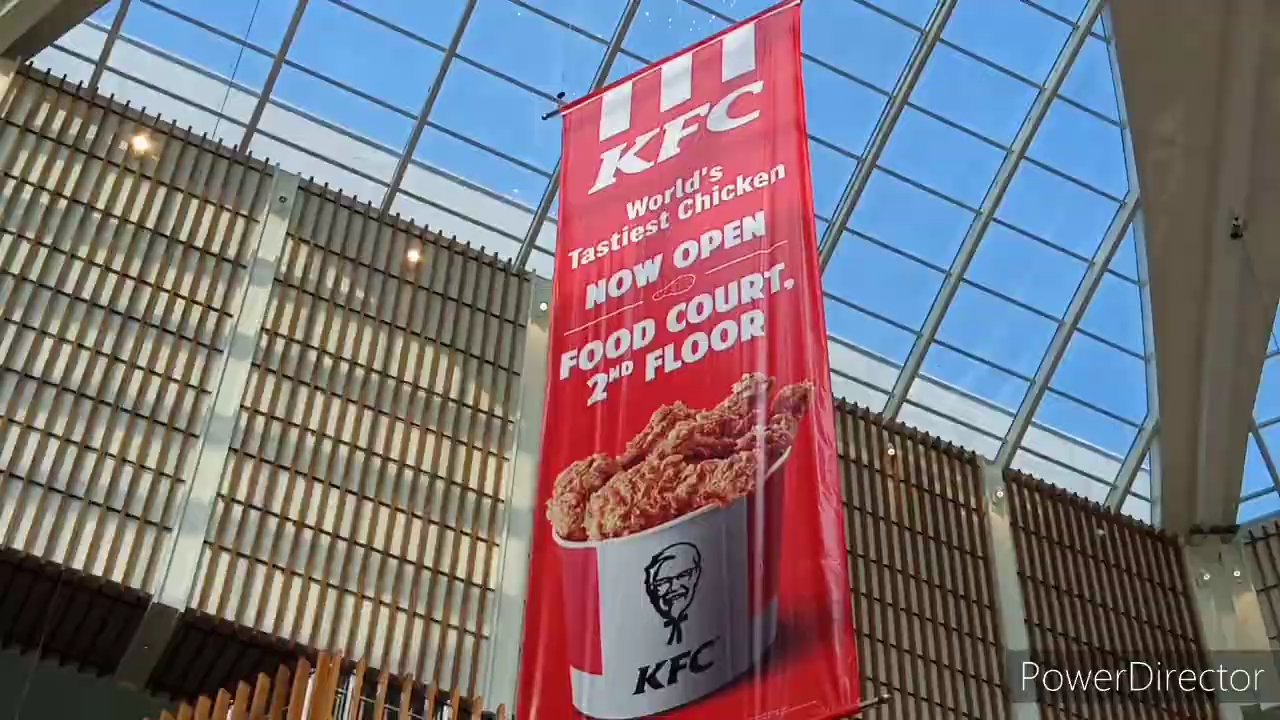 KFC
World's
Tastiest Chicken
NOW OPEN
FOOD COURT,
2ND FLOOR
KFC
PowerDirector